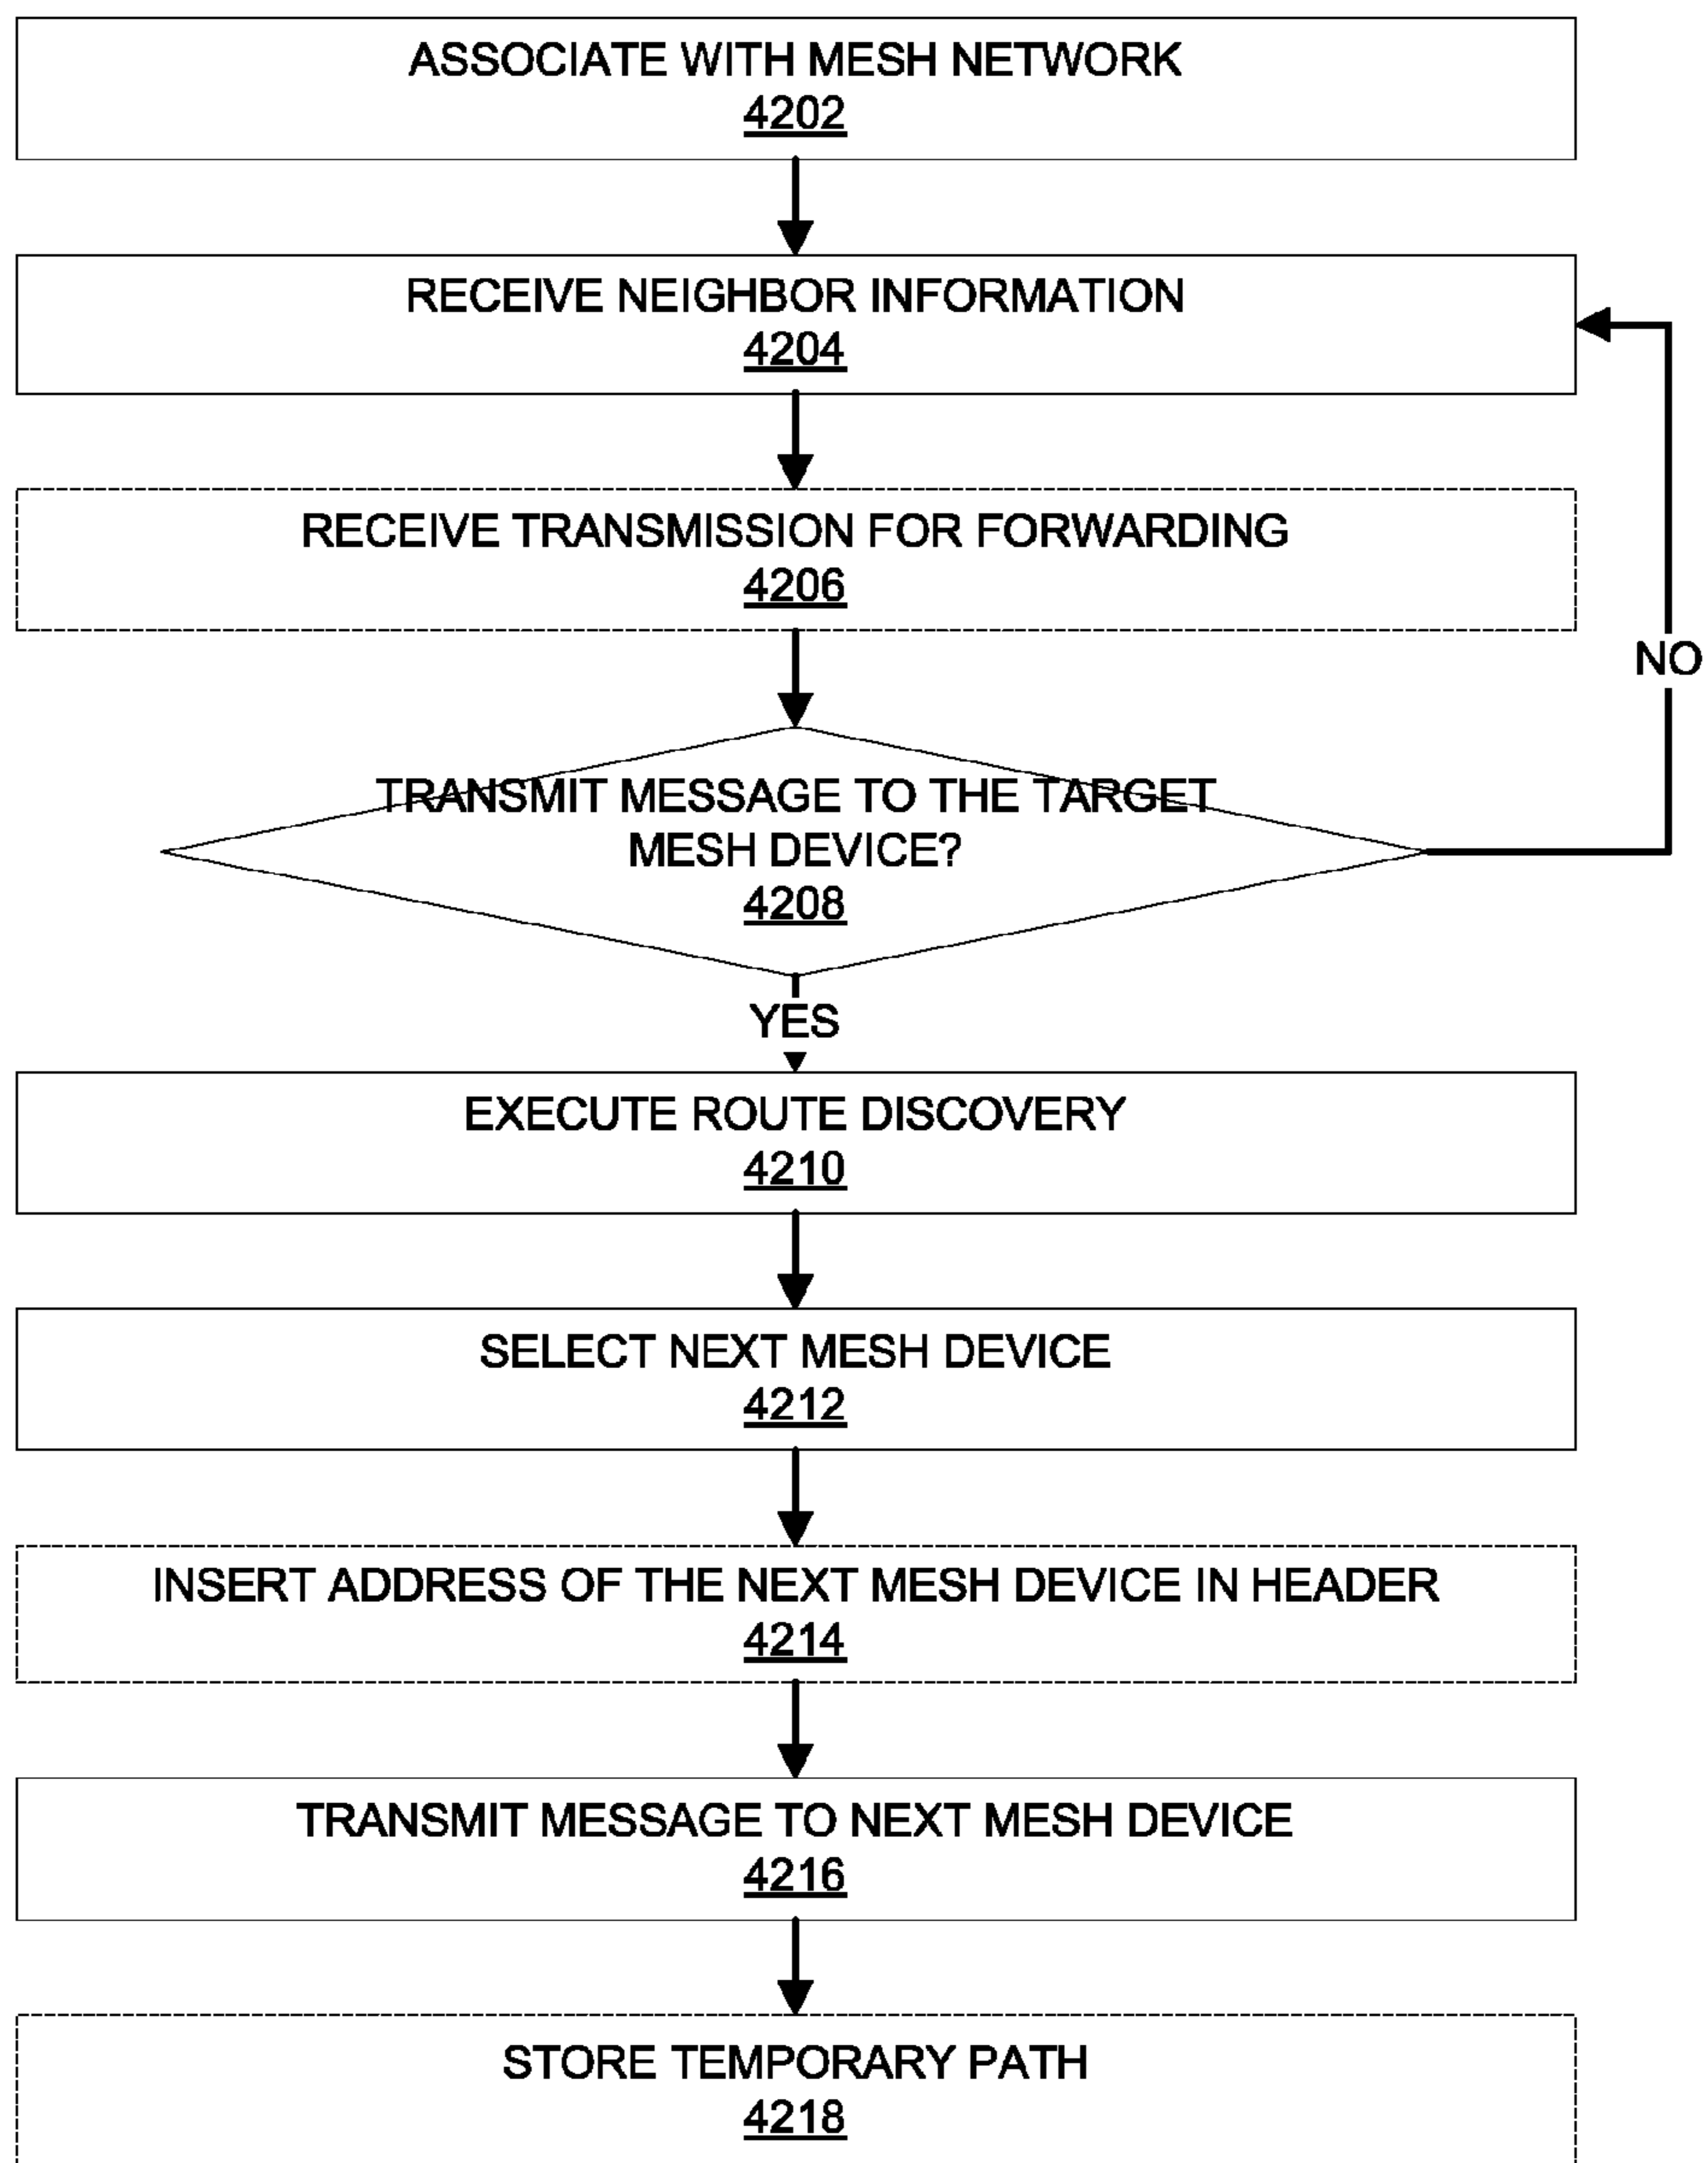 ASSOCIATE WITH MESH NETWORK
4202
RECEIVE NEIGHBOR INFORMATION
4204
RECEIVE TRANSMISSION FOR FORWARDING
4206
NO
TRANSMIT MESSAGE TO THE TARGET
MESH DEVICE?
4208
YES
EXECUTE ROUTE DISCOVERY
4210
SELECT NEXT MESH DEVICE
4212
INSERT ADDRESS OF THE NEXT MESH DEVICE IN HEADER
4214
TRANSMIT MESSAGE TO NEXT MESH DEVICE
4216
STORE TEMPORARY PATH
4218